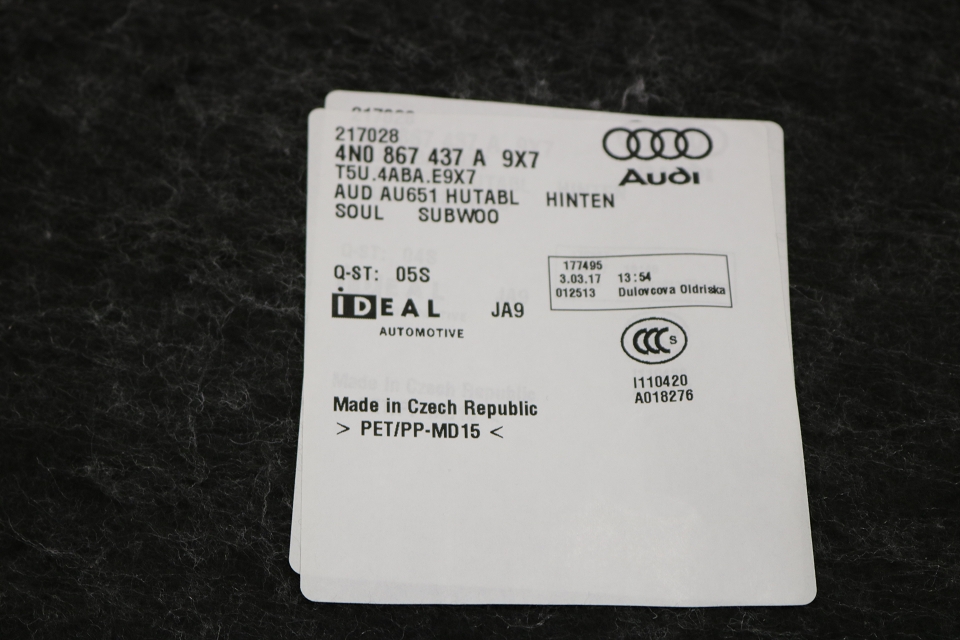 217028
4N0 867 437 A 9X7
T5U.4ABA.E9X7
AUD AU651 HUTABL HINTEN
SOUL SUBWOO
Audi
Q-ST: 05S
177495
3.03.17 13:54
012513 Dulovcova Oldriska
IDEAL JA9
AUTOMOTIVE
CCC S
I110420
A018276
Made in Czech Republic
> PET/PP-MD15 <